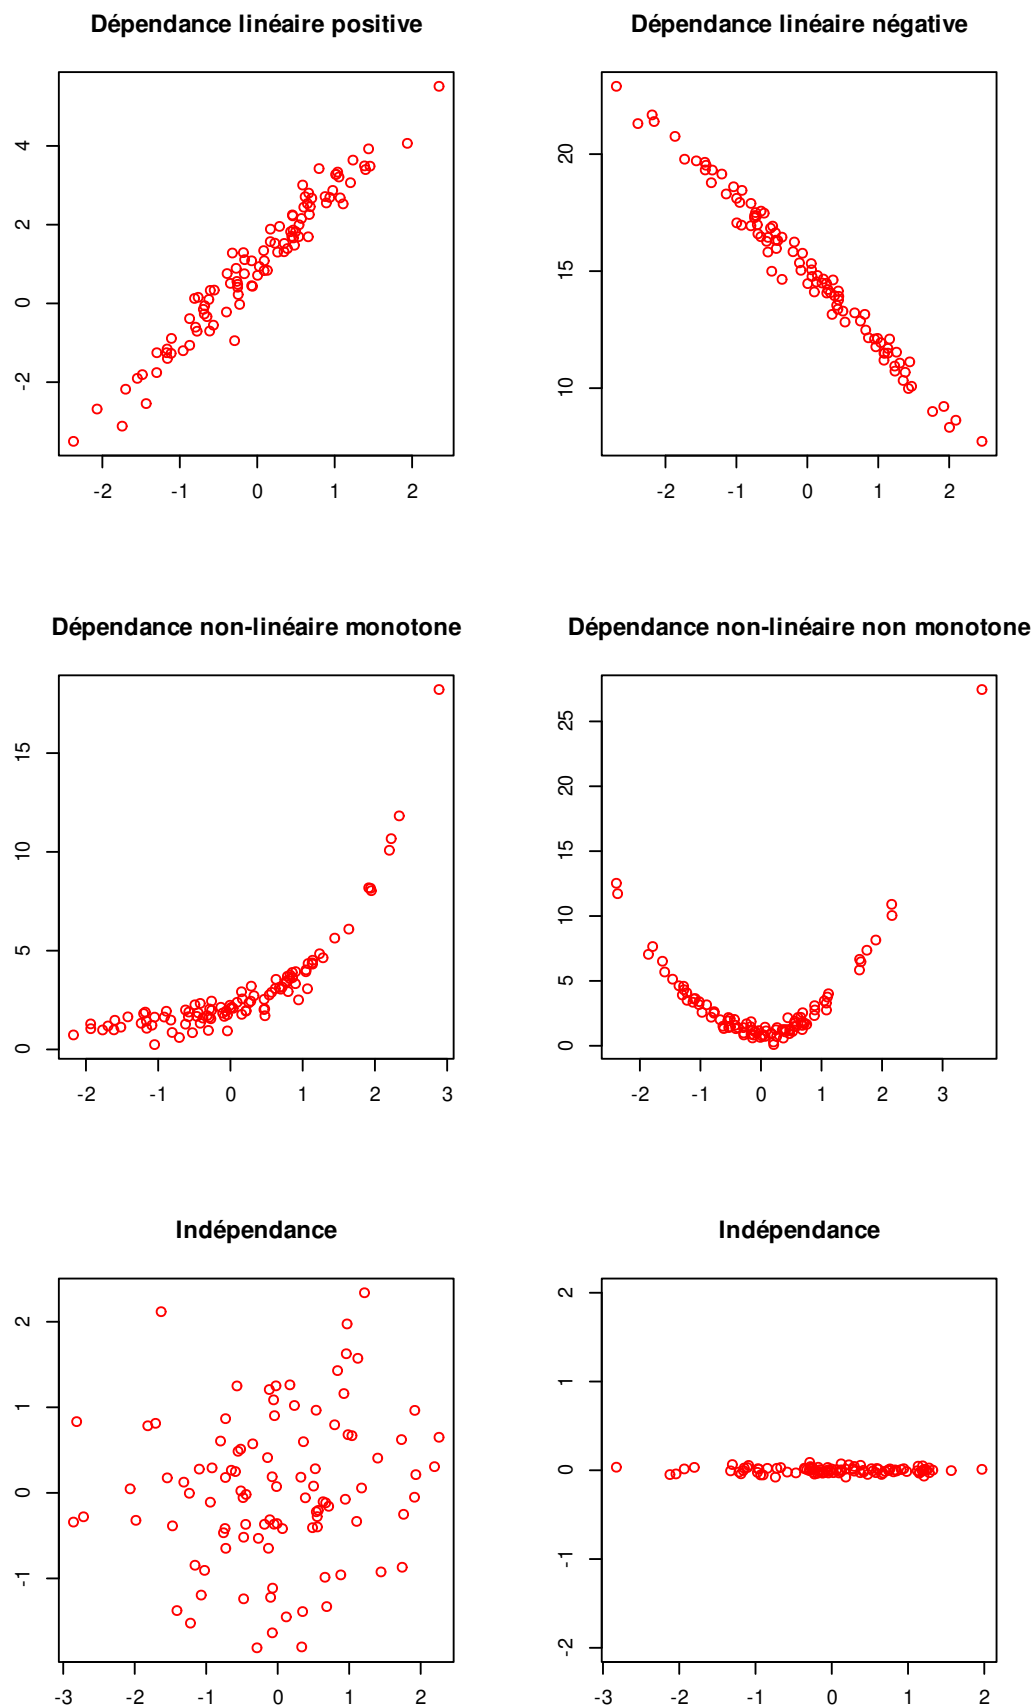 Dépendance linéaire positive
4
2
0
-2
-2 -1 0 1 2
Dépendance linéaire négative
20
15
10
-2 -1 0 1 2
Dépendance non-linéaire monotone
15
10
5
0
-2 -1 0 1 2 3
Dépendance non-linéaire non monotone
25
20
15
10
5
0
-2 -1 0 1 2 3
Indépendance
2
1
0
-1
-3 -2 -1 0 1 2
Indépendance
2
1
0
-1
-2
-3 -2 -1 0 1 2